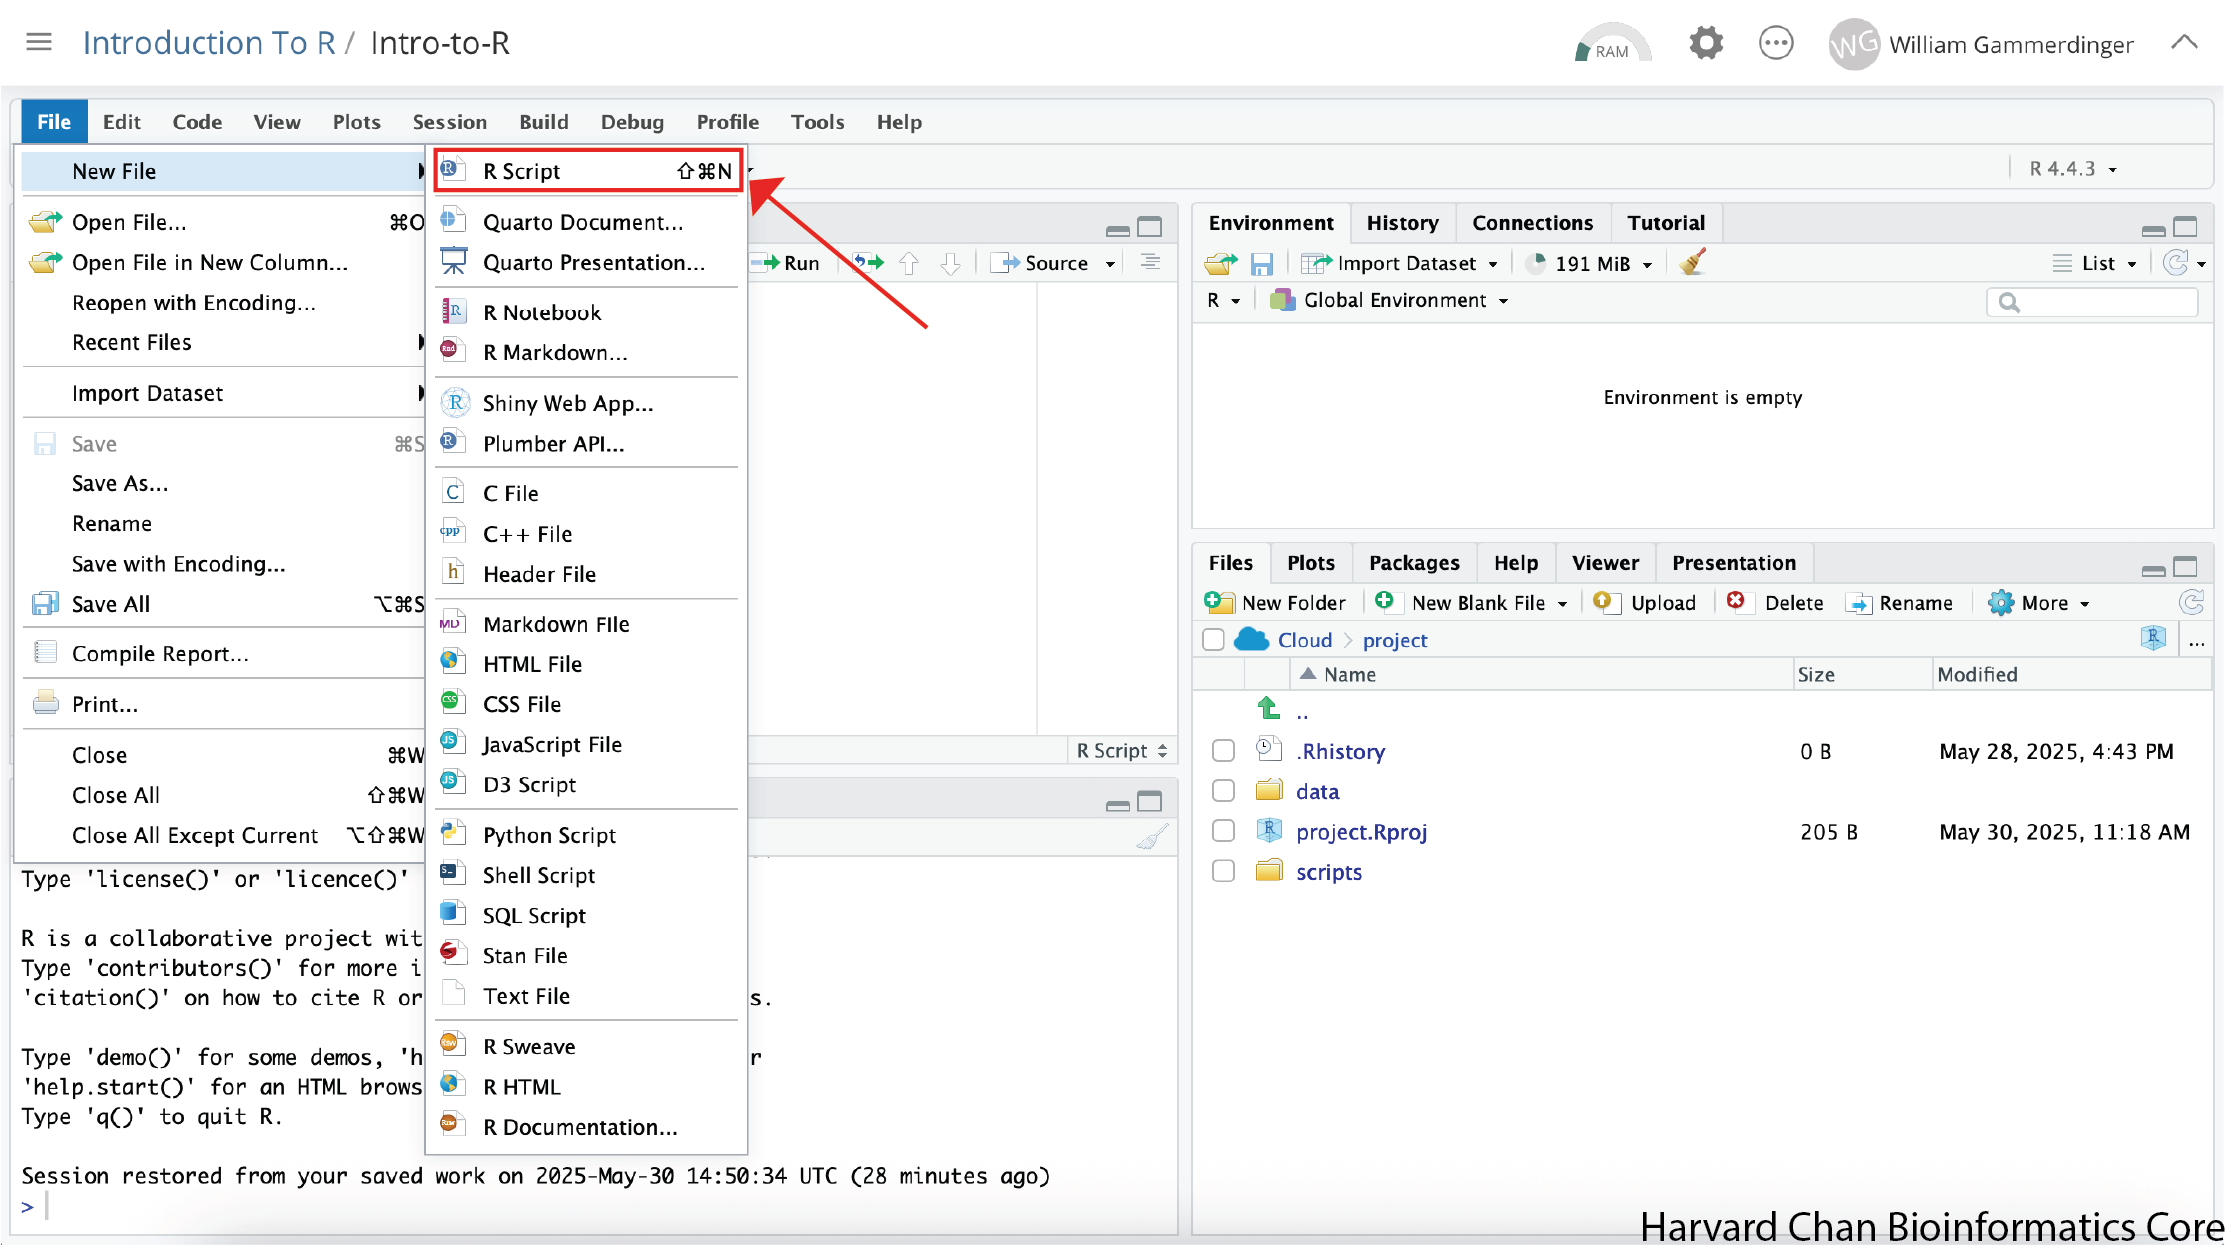 Introduction To R / Intro-to-R
RAM
WG William Gammerdinger
File Edit Code View Plots Session Build Debug Profile Tools Help
New File
Open File... ⌘O
Open File in New Column...
Reopen with Encoding...
Recent Files
Import Dataset
Save ⌘S
Save As...
Rename
Save with Encoding...
Save All ⌥⌘S
Compile Report...
Print...
Close ⌘W
Close All ⇧⌘W
Close All Except Current ⌥⇧⌘W
R Script ⇧⌘N
Quarto Document...
Quarto Presentation...
R Notebook
R Markdown...
Shiny Web App...
Plumber API...
C File
C++ File
Header File
Markdown File
HTML File
CSS File
JavaScript File
D3 Script
Python Script
Shell Script
SQL Script
Stan File
Text File
R Sweave
R HTML
R Documentation...
Run
Source
R Script
Type 'license()' or 'licence()'
R is a collaborative project wit
Type 'contributors()' for more i
'citation()' on how to cite R or s.
Type 'demo()' for some demos, 'h r
'help.start()' for an HTML brows
Type 'q()' to quit R.
Session restored from your saved work on 2025-May-30 14:50:34 UTC (28 minutes ago)
>
R 4.4.3
Environment History Connections Tutorial
Import Dataset 191 MiB List
R Global Environment
Environment is empty
Files Plots Packages Help Viewer Presentation
New Folder New Blank File Upload Delete Rename More
Cloud > project ...
Name Size Modified
..
.Rhistory 0 B May 28, 2025, 4:43 PM
data
project.Rproj 205 B May 30, 2025, 11:18 AM
scripts
Harvard Chan Bioinformatics Core